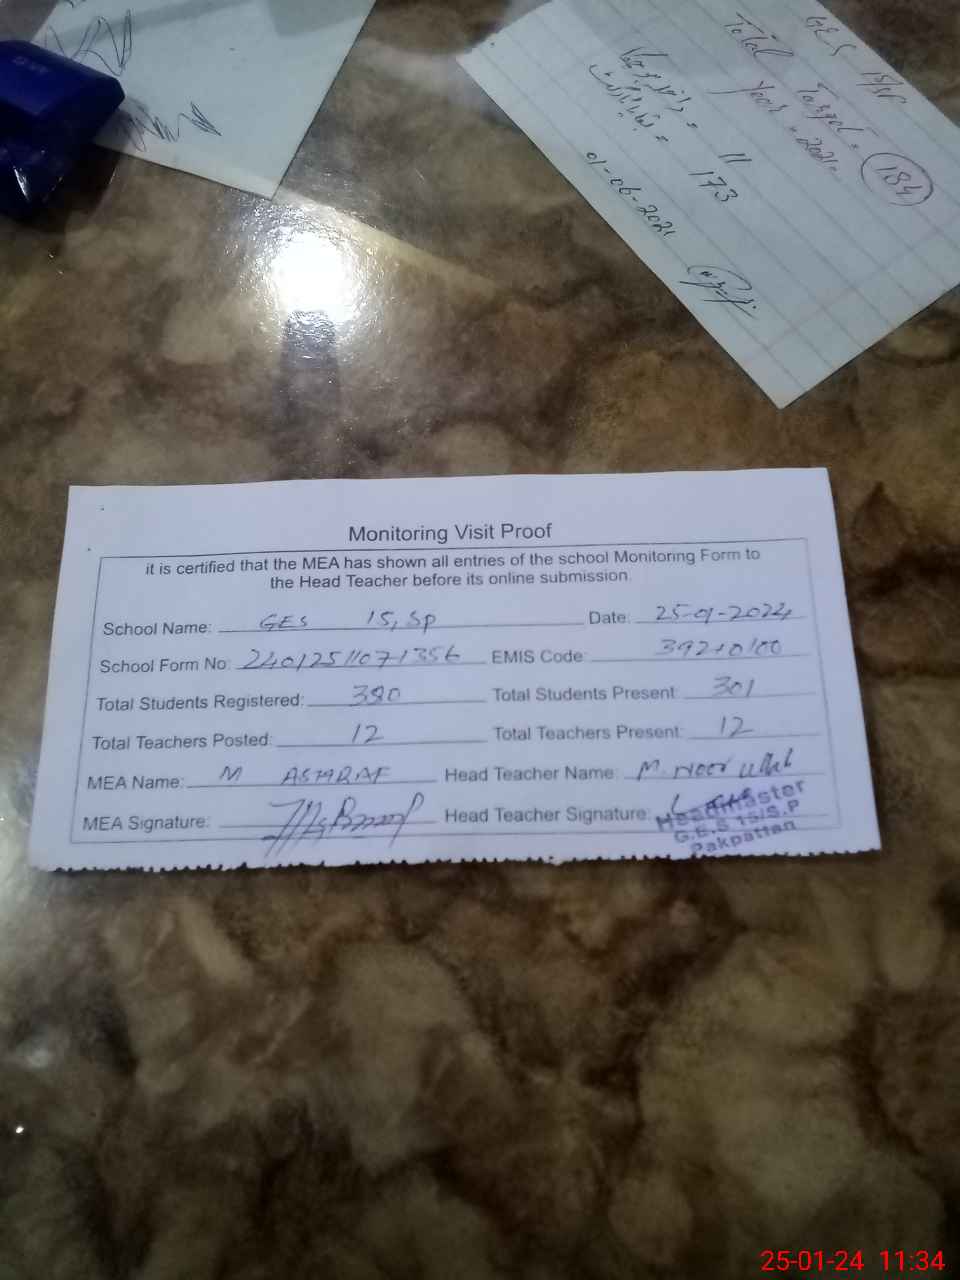 GES 15/SP
Total Target = 184
Year = 2021
= 11
= 173
01-06-2021
Monitoring Visit Proof
it is certified that the MEA has shown all entries of the school Monitoring Form to
the Head Teacher before its online submission.
School Name: GES 15, SP Date: 25-01-2024
School Form No: 24012511071356 EMIS Code: 39210100
Total Students Registered: 380 Total Students Present: 301
Total Teachers Posted: 12 Total Teachers Present: 12
MEA Name: M ASHRAF Head Teacher Name: M. Noor Ullah
MEA Signature: Head Teacher Signature:
Headmaster
G.E.S 15/S.P
Pakpattan
25-01-24 11:34